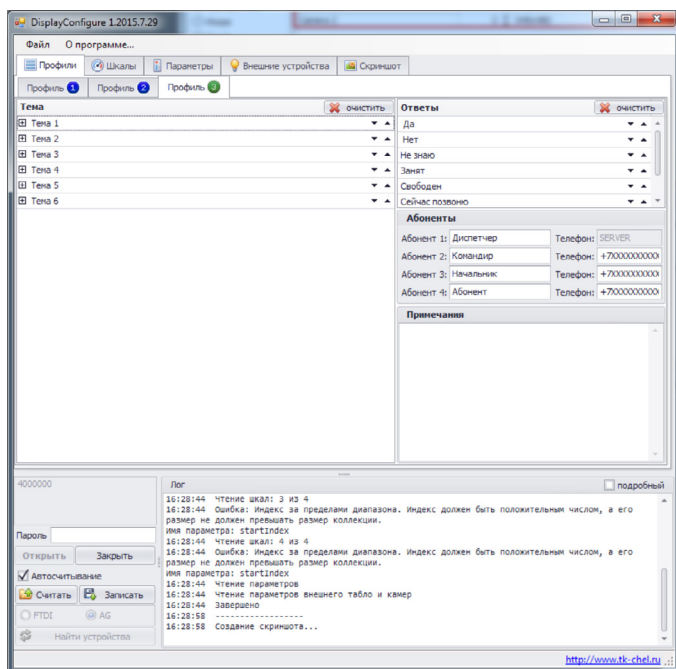 DisplayConfigure 1.2015.7.29
Файл О программе...
Профили Шкалы Параметры Внешние устройства Скриншот
Профиль 1 Профиль 2 Профиль 3
Тема очистить
Тема 1
Тема 2
Тема 3
Тема 4
Тема 5
Тема 6
Ответы очистить
Да
Нет
Не знаю
Занят
Свободен
Сейчас позвоню
Абоненты
Абонент 1: Диспетчер Телефон: SERVER
Абонент 2: Командир Телефон: +7XXXXXXXXXX
Абонент 3: Начальник Телефон: +7XXXXXXXXXX
Абонент 4: Абонент Телефон: +7XXXXXXXXXX
Примечания
4000000
Пароль
Открыть Закрыть
Автосчитывание
Считать Записать
FTDI AG
Найти устройства
Лог подробный
16:28:44 Чтение шкал: 3 из 4
16:28:44 Ошибка: Индекс за пределами диапазона. Индекс должен быть положительным числом, а его
размер не должен превышать размер коллекции.
Имя параметра: startIndex
16:28:44 Чтение шкал: 4 из 4
16:28:44 Ошибка: Индекс за пределами диапазона. Индекс должен быть положительным числом, а его
размер не должен превышать размер коллекции.
Имя параметра: startIndex
16:28:44 Чтение параметров
16:28:44 Чтение параметров внешнего табло и камер
16:28:44 Завершено
16:28:58 ------------------
16:28:58 Создание скриншота...
http://www.tk-chel.ru